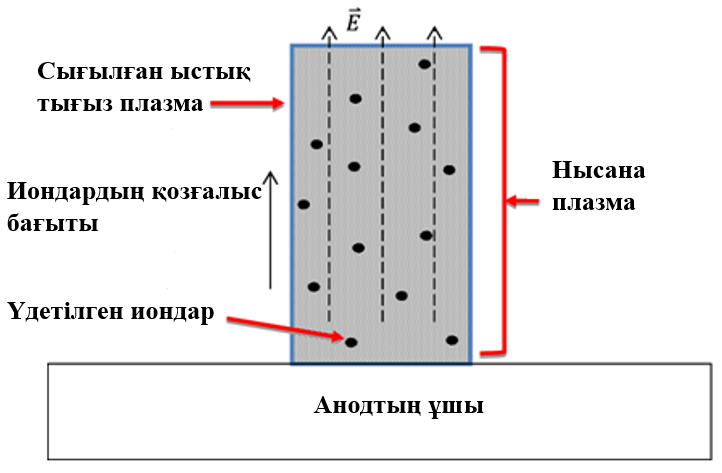 E
Сығылған ыстық
тығыз плазма
Нысана
плазма
Иондардың қозғалыс
бағыты
Үдетілген иондар
Анодтың ұшы